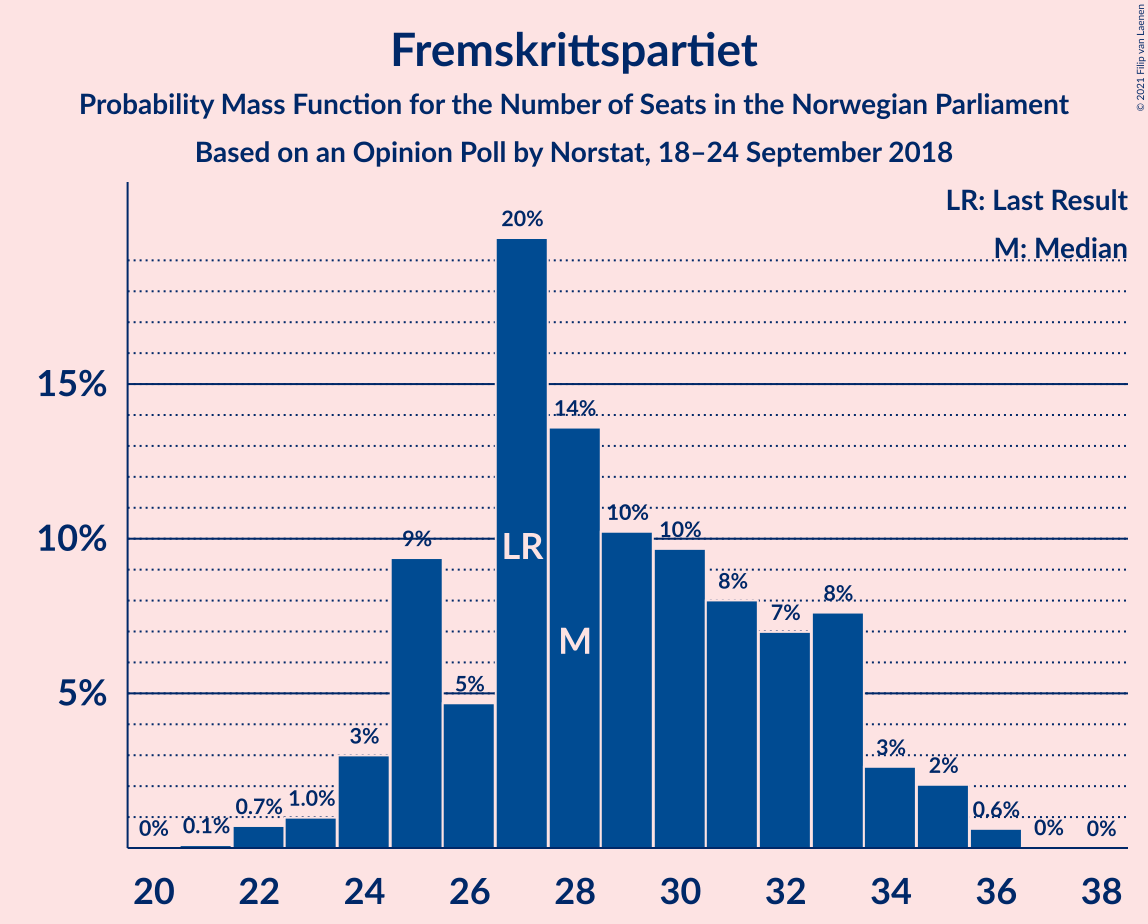 Fremskrittspartiet
Probability Mass Function for the Number of Seats in the Norwegian Parliament
Based on an Opinion Poll by Norstat, 18–24 September 2018
© 2021 Filip van Laenen
LR: Last Result
M: Median
15%
10%
5%
0%
0.1%
0.7%
1.0%
3%
9%
5%
20%
14%
10%
10%
8%
7%
8%
3%
2%
0.6%
0%
0%
LR
M
20 22 24 26 28 30 32 34 36 38